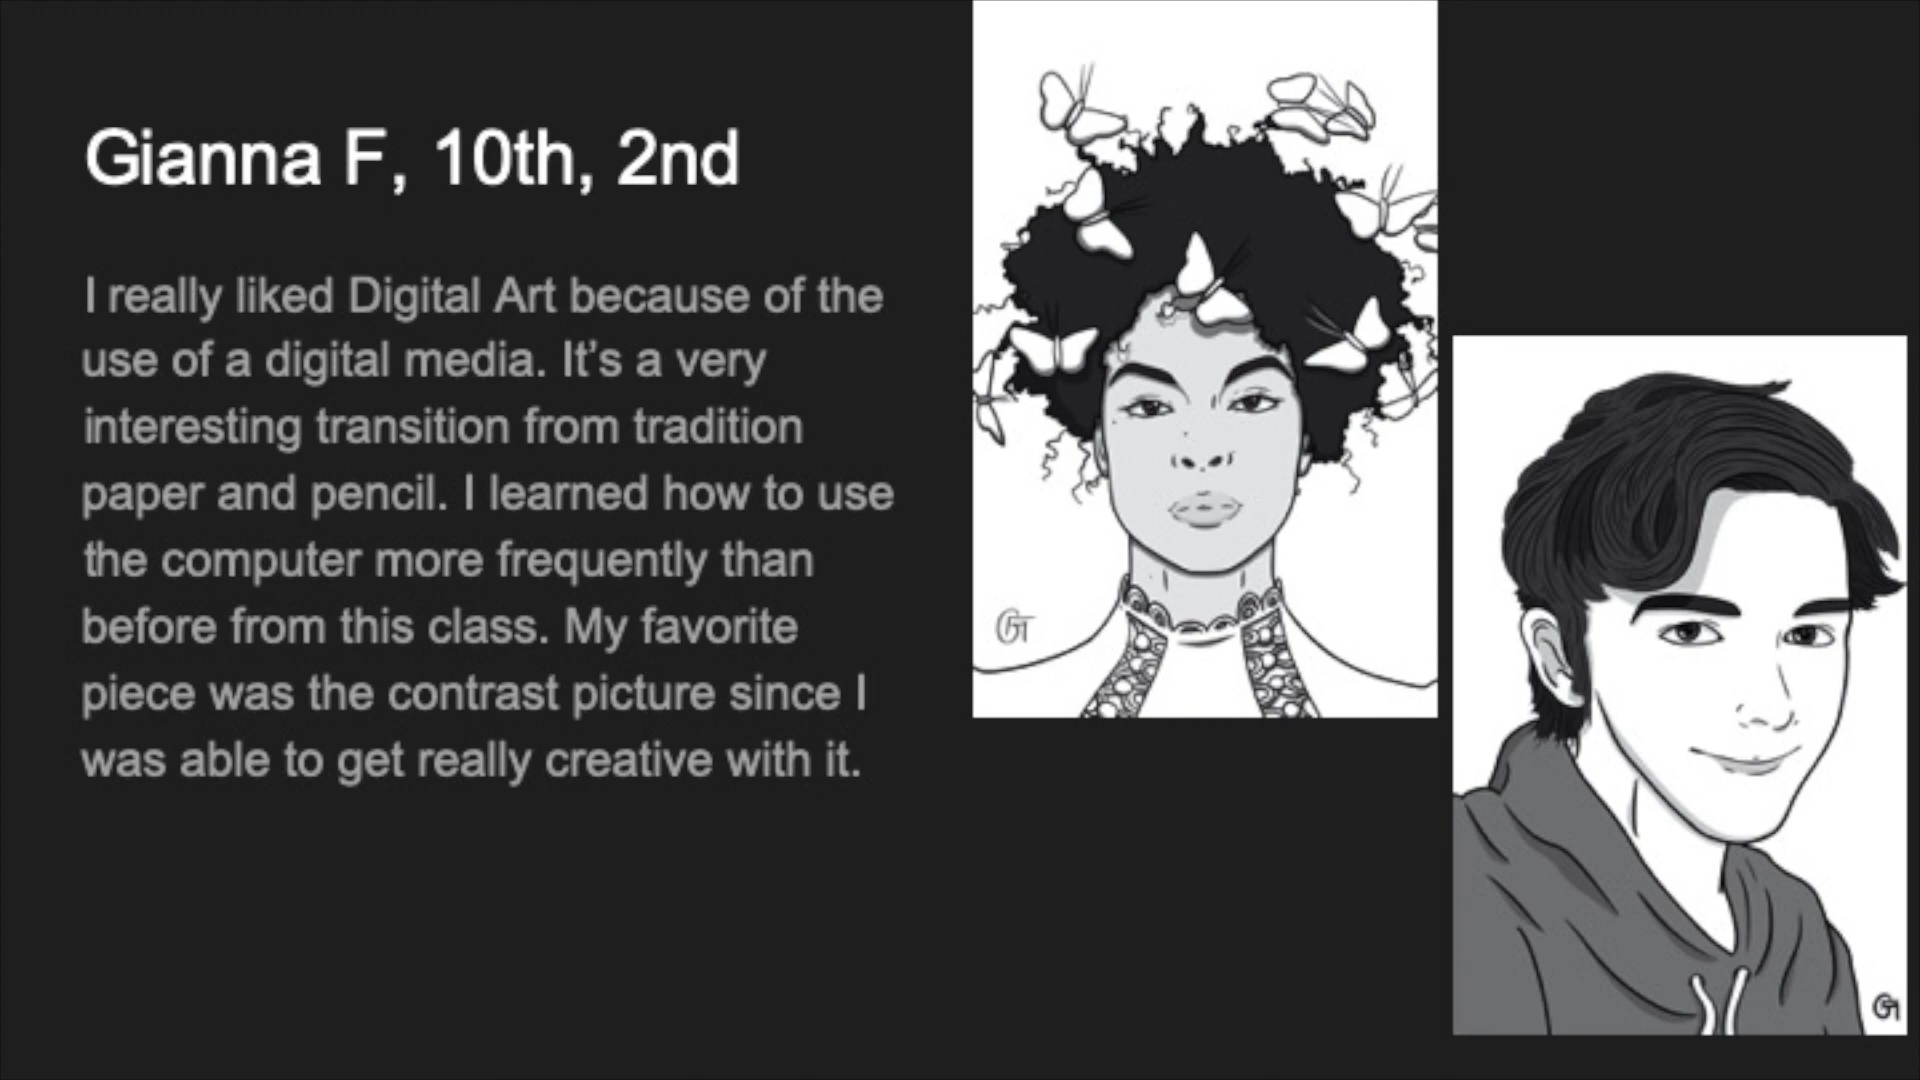 Gianna F, 10th, 2nd
I really liked Digital Art because of the
use of a digital media. It’s a very
interesting transition from tradition
paper and pencil. I learned how to use
the computer more frequently than
before from this class. My favorite
piece was the contrast picture since I
was able to get really creative with it.